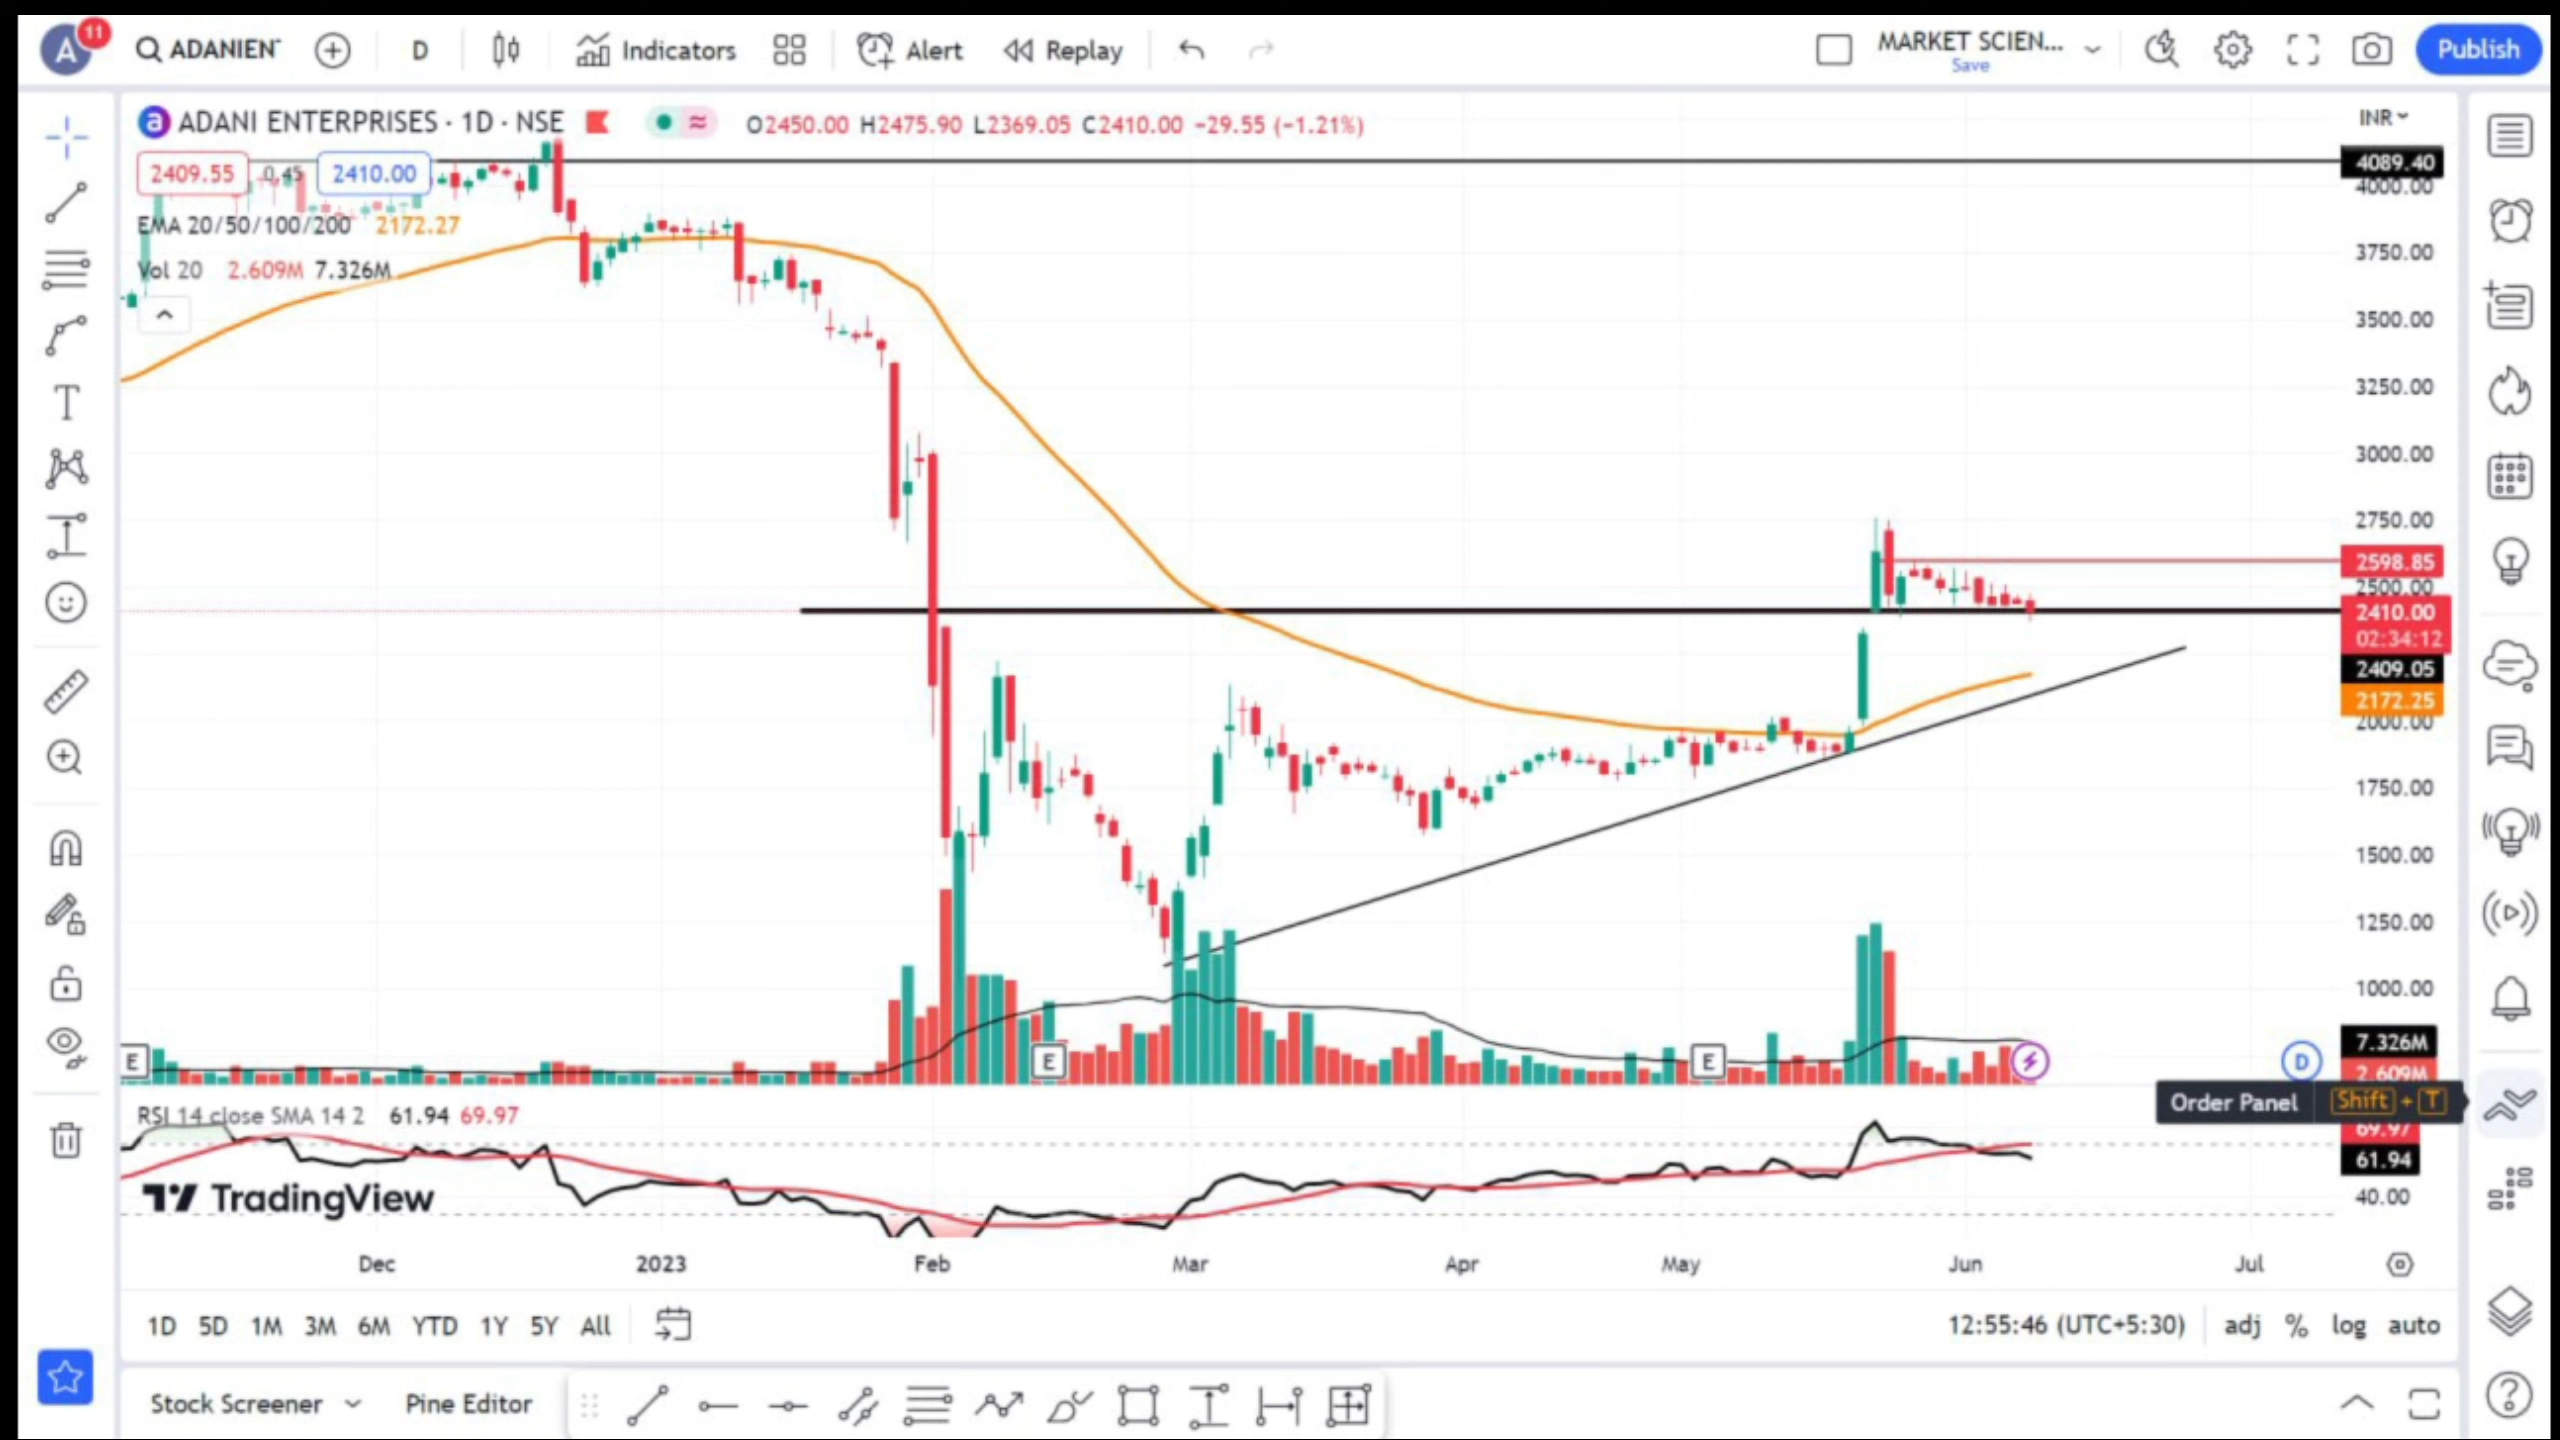 A 11 ADANIEN D Indicators Alert Replay MARKET SCIEN... Save Publish
a ADANI ENTERPRISES · 1D · NSE O2450.00 H2475.90 L2369.05 C2410.00 −29.55 (−1.21%) INR
2409.55 0.45 2410.00
EMA 20/50/100/200 2172.27
Vol 20 2.609M 7.326M
4089.40
4000.00
3750.00
3500.00
3250.00
3000.00
2750.00
2598.85
2500.00
2410.00
02:34:12
2409.05
2172.25
2000.00
1750.00
1500.00
1250.00
1000.00
7.326M
2.609M
E E E D
Order Panel Shift + T
RSI 14 close SMA 14 2 61.94 69.97
69.97
61.94
40.00
TradingView
Dec 2023 Feb Mar Apr May Jun Jul
1D 5D 1M 3M 6M YTD 1Y 5Y All 12:55:46 (UTC+5:30) adj % log auto
Stock Screener Pine Editor